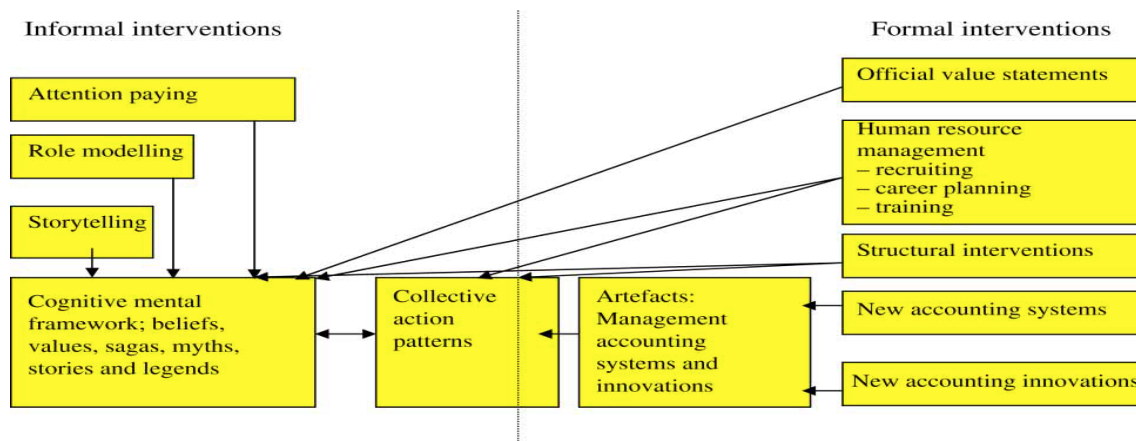 Informal interventions
Formal interventions
Attention paying
Role modelling
Storytelling
Cognitive mental
framework; beliefs,
values, sagas, myths,
stories and legends
Collective
action
patterns
Artefacts:
Management
accounting
systems and
innovations
Official value statements
Human resource
management
– recruiting
– career planning
– training
Structural interventions
New accounting systems
New accounting innovations